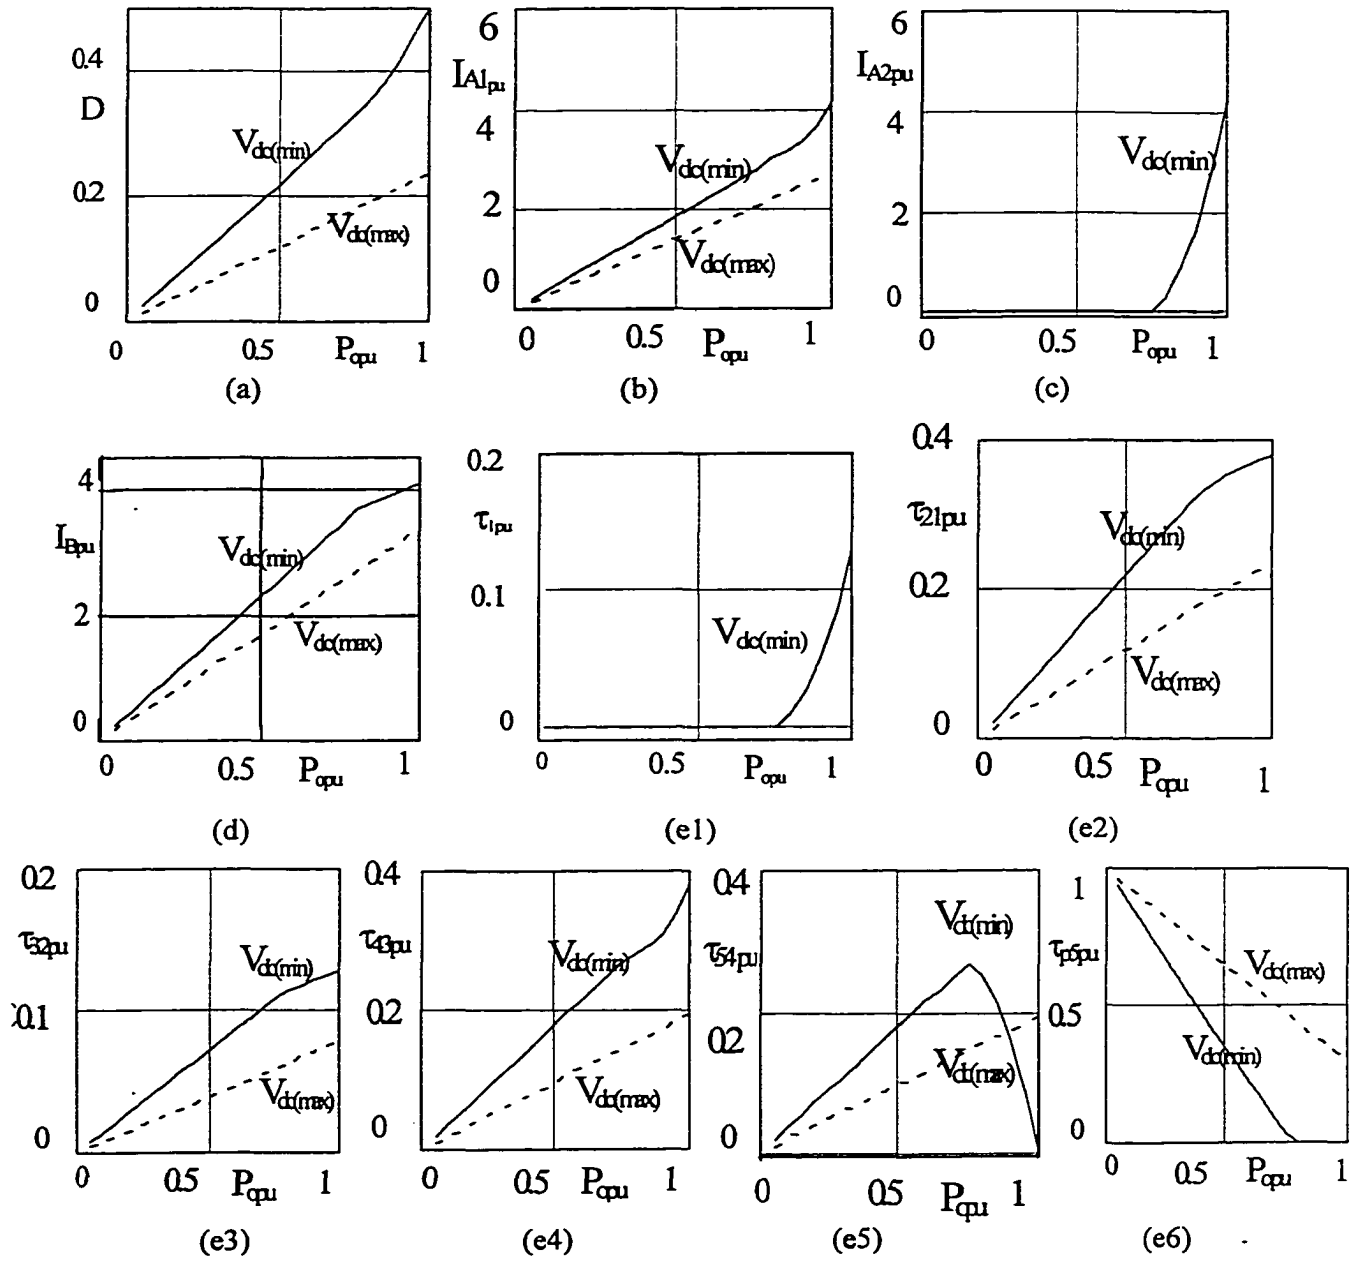 0.4
D
V_dc(min)
0.2
V_dc(max)
0
0 0.5 P_opu 1
(a)
6
I_A1pu
4
V_dc(min)
2
V_dc(max)
0
0 0.5 P_opu 1
(b)
6
I_A2pu
4
V_dc(min)
2
0
0 0.5 P_opu 1
(c)
4
I_Bpu
V_dc(min)
2
V_dc(max)
0
0 0.5 P_opu 1
(d)
0.2
τ_1pu
0.1
V_dc(min)
0
0 0.5 P_opu 1
(e1)
0.4
τ_21pu
V_dc(min)
0.2
V_dc(max)
0
0 0.5 P_opu 1
(e2)
0.2
τ_32pu
V_dc(min)
0.1
V_dc(max)
0
0 0.5 P_opu 1
(e3)
0.4
τ_43pu
V_dc(min)
0.2
V_dc(max)
0
0 0.5 P_opu 1
(e4)
0.4
V_dc(min)
τ_54pu
0.2
V_dc(max)
0
0 0.5 P_opu 1
(e5)
1
τ_p5pu
V_dc(max)
0.5
V_dc(min)
0
0 0.5 P_opu 1
(e6)